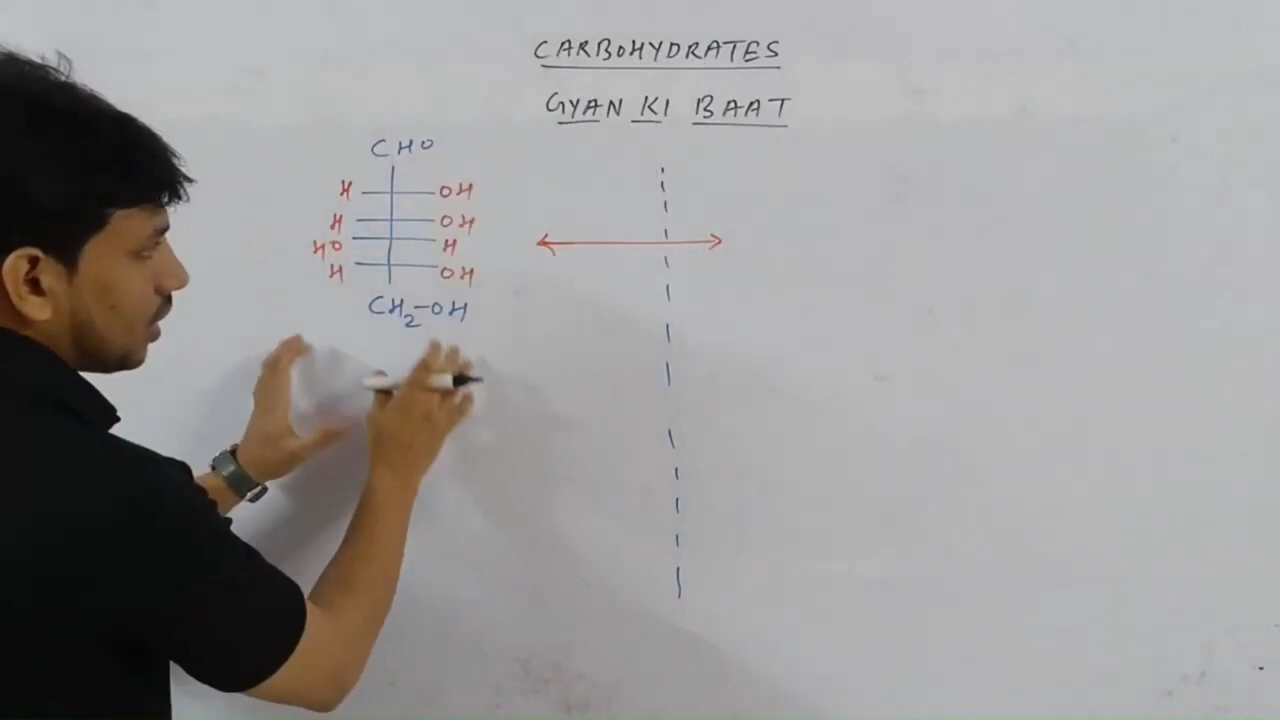 CARBOHYDRATES
GYAN KI BAAT
CHO
H OH
H OH
HO H
H OH
CH2-OH